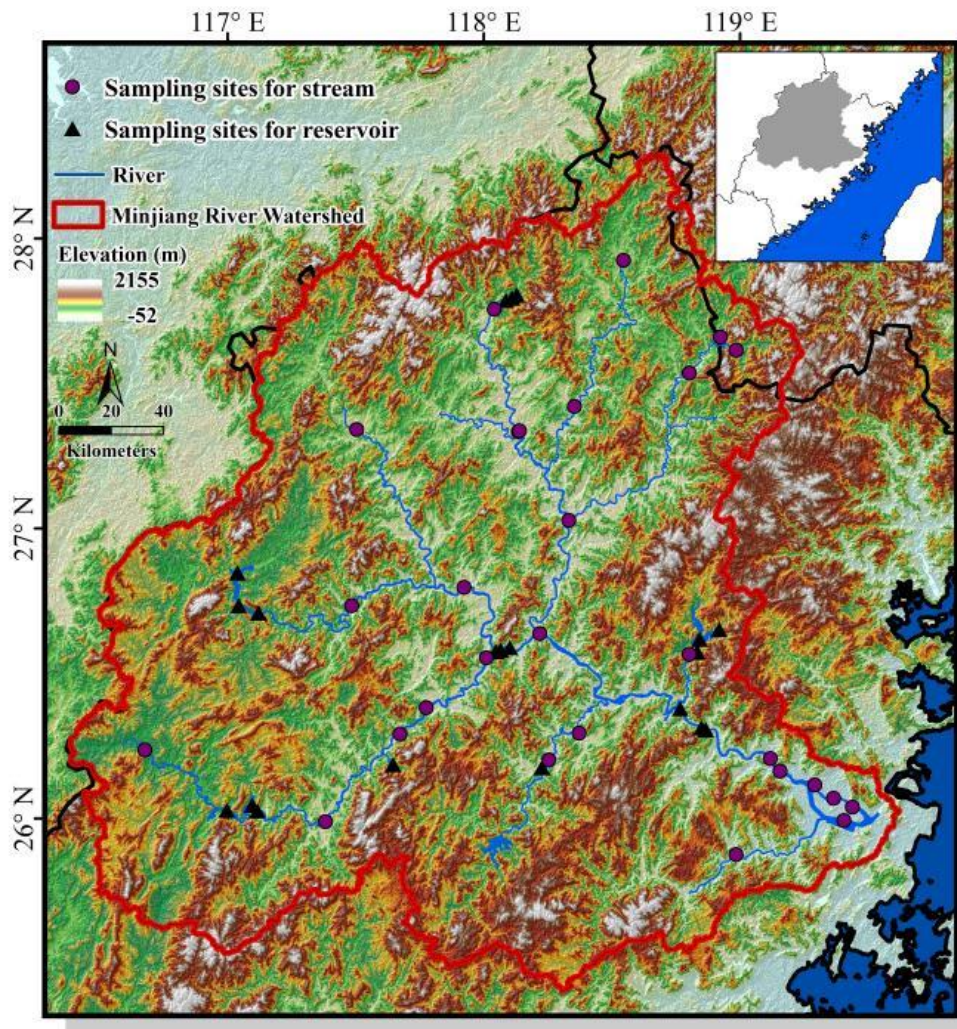 117° E 118° E 119° E
Sampling sites for stream
Sampling sites for reservoir
River
Minjiang River Watershed
Elevation (m)
2155
-52
N
0 20 40
Kilometers
28° N
27° N
26° N